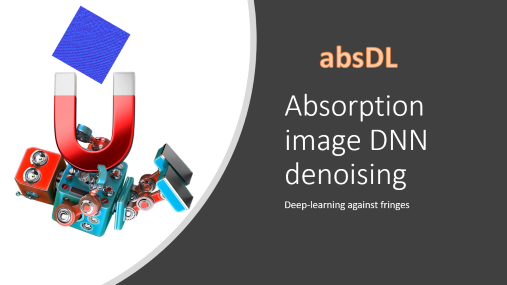 absDL
Absorption
image DNN
denoising
Deep-learning against fringes